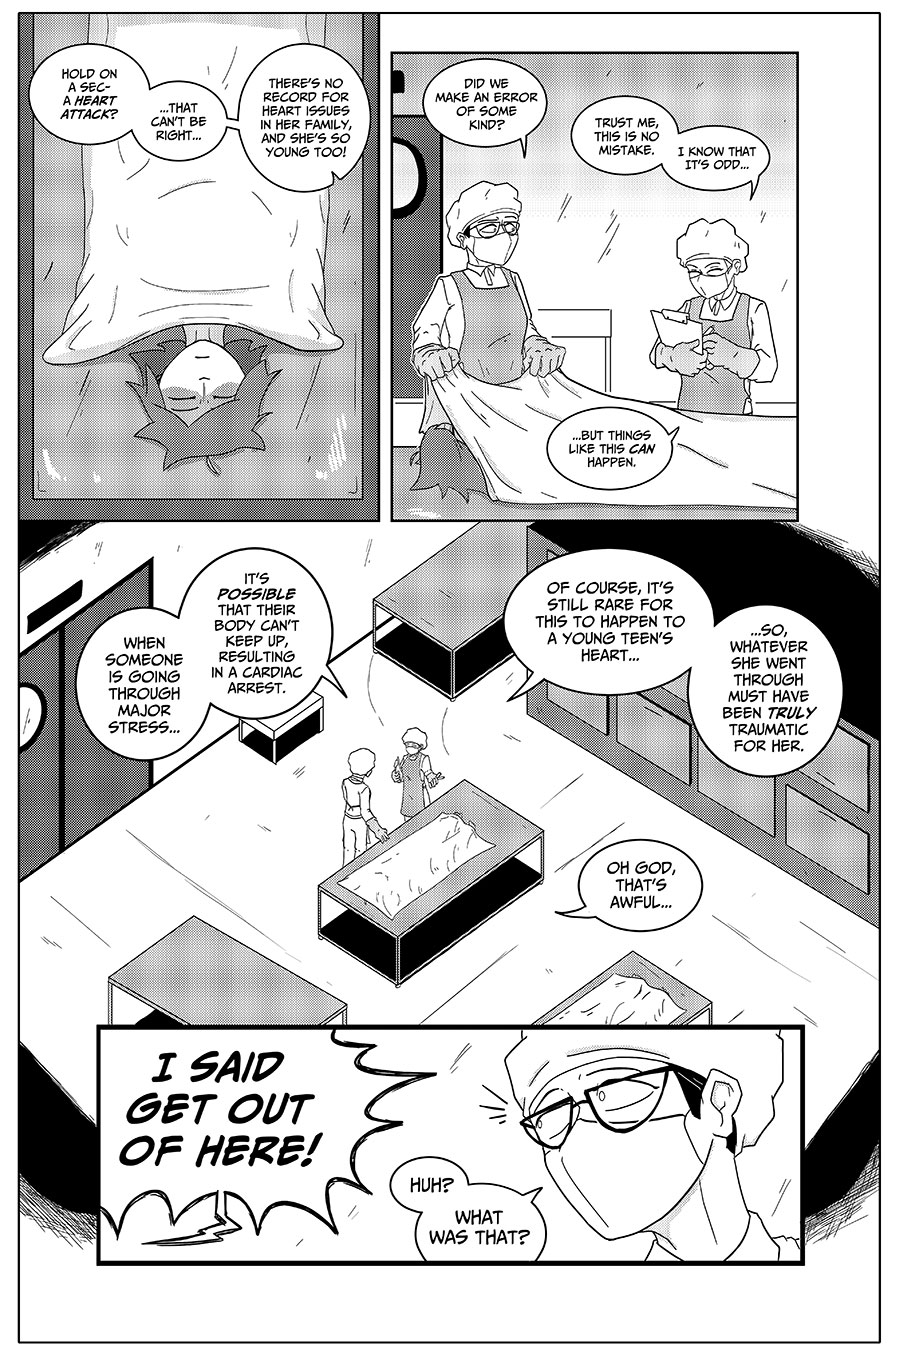 HOLD ON
A SEC-
A HEART
ATTACK?
...THAT
CAN'T BE
RIGHT...
THERE'S NO
RECORD FOR
HEART ISSUES
IN HER FAMILY,
AND SHE'S SO
YOUNG TOO!
DID WE
MAKE AN ERROR
OF SOME
KIND?
TRUST ME,
THIS IS NO
MISTAKE.
I KNOW THAT
IT'S ODD...
...BUT THINGS
LIKE THIS CAN
HAPPEN.
WHEN
SOMEONE
IS GOING
THROUGH
MAJOR
STRESS...
IT'S
POSSIBLE
THAT THEIR
BODY CAN'T
KEEP UP,
RESULTING
IN A CARDIAC
ARREST.
OF COURSE, IT'S
STILL RARE FOR
THIS TO HAPPEN TO
A YOUNG TEEN'S
HEART...
...SO,
WHATEVER
SHE WENT
THROUGH
MUST HAVE
BEEN TRULY
TRAUMATIC
FOR HER.
OH GOD,
THAT'S
AWFUL...
I SAID
GET OUT
OF HERE!
HUH?
WHAT
WAS THAT?